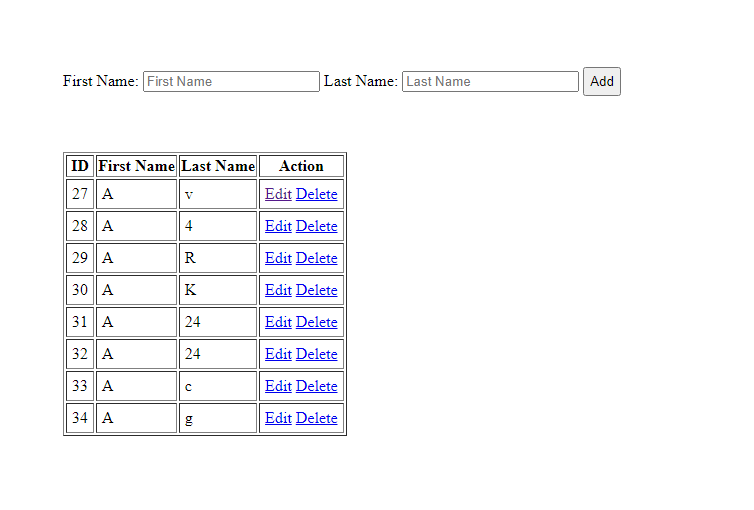 First Name: First Name Last Name: Last Name Add
ID First Name Last Name Action
27 A v Edit Delete
28 A 4 Edit Delete
29 A R Edit Delete
30 A K Edit Delete
31 A 24 Edit Delete
32 A 24 Edit Delete
33 A c Edit Delete
34 A g Edit Delete